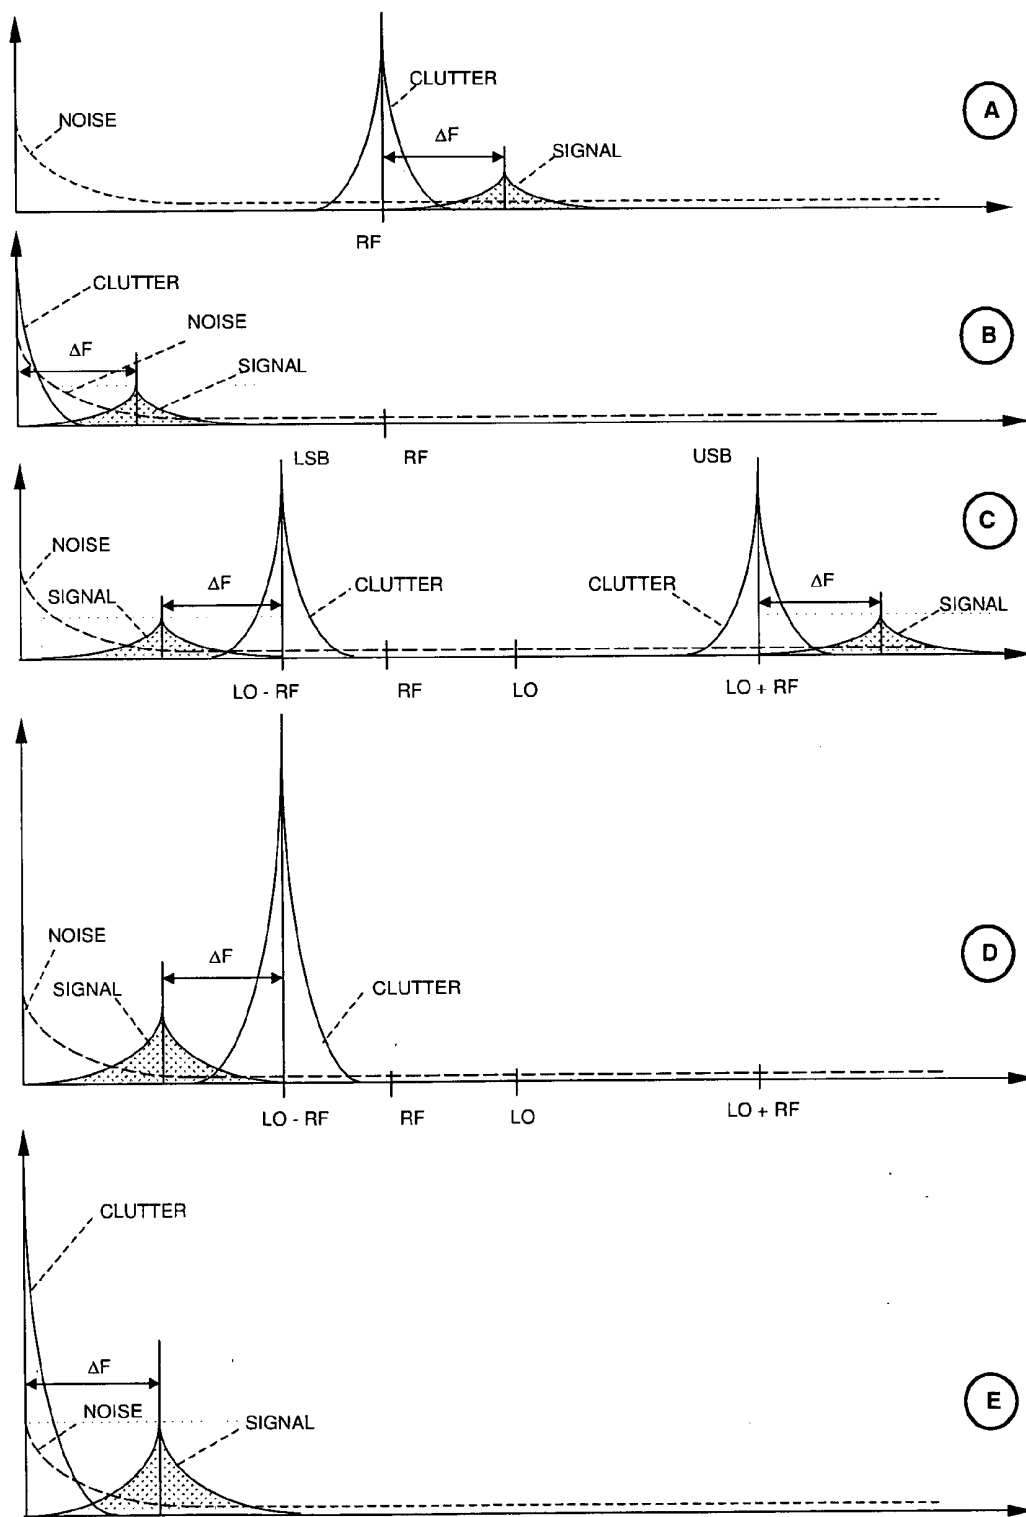 CLUTTER
A
NOISE
ΔF
SIGNAL
RF
CLUTTER
NOISE
B
ΔF
SIGNAL
LSB
RF
USB
C
NOISE
SIGNAL
ΔF
CLUTTER
CLUTTER
ΔF
SIGNAL
LO - RF
RF
LO
LO + RF
NOISE
ΔF
D
SIGNAL
CLUTTER
LO - RF
RF
LO
LO + RF
CLUTTER
ΔF
E
NOISE
SIGNAL